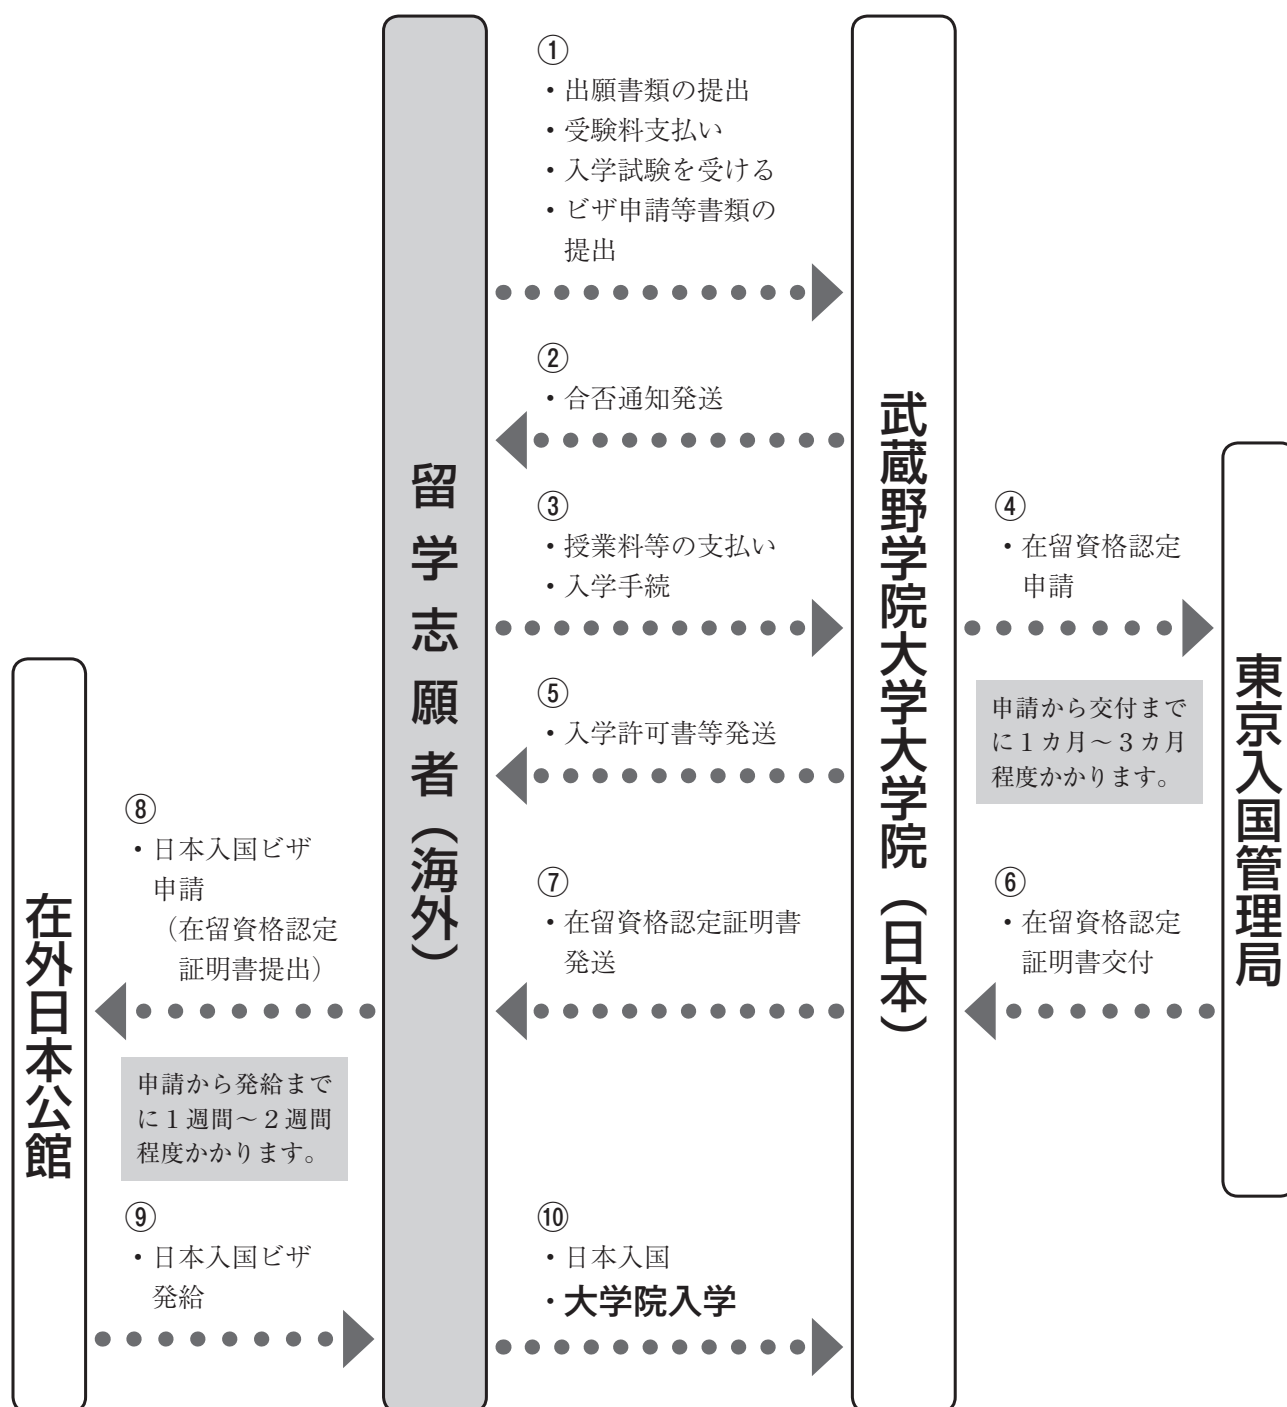 ①
・出願書類の提出
・受験料支払い
・入学試験を受ける
・ビザ申請等書類の
提出
②
・合否通知発送
③
・授業料等の支払い
・入学手続
④
・在留資格認定
申請
申請から交付まで
に１カ月～３カ月
程度かかります。
⑤
・入学許可書等発送
⑥
・在留資格認定
証明書交付
⑦
・在留資格認定証明書
発送
⑧
・日本入国ビザ
申請
（在留資格認定
証明書提出）
申請から発給まで
に１週間～２週間
程度かかります。
⑨
・日本入国ビザ
発給
⑩
・日本入国
・大学院入学
在外日本公館
留学志願者（海外）
武蔵野学院大学大学院（日本）
東京入国管理局